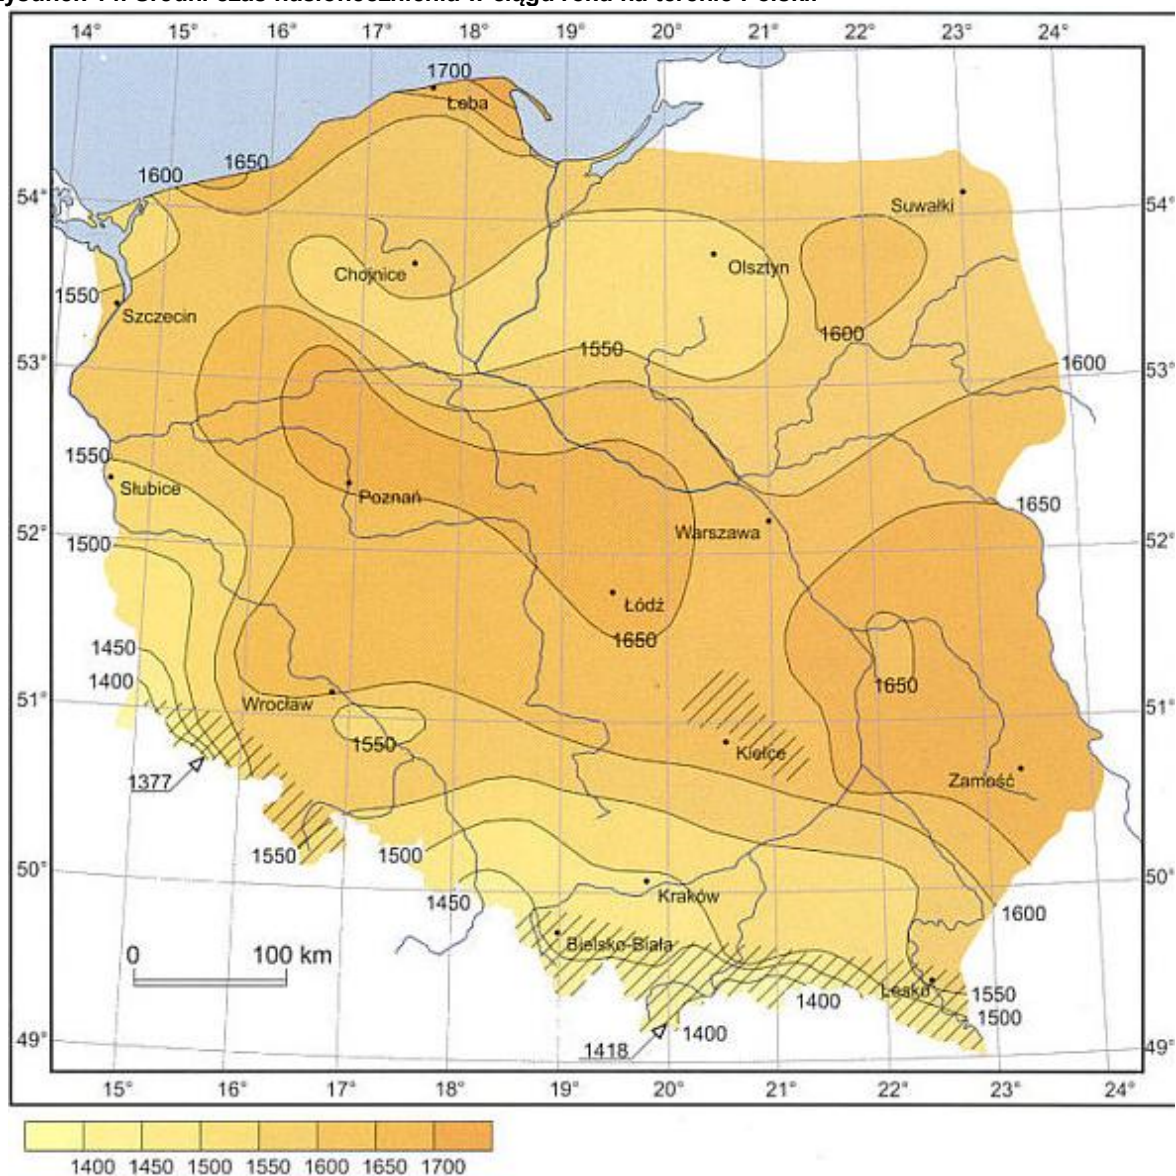 14° 15° 16° 17° 18° 19° 20° 21° 22° 23° 24°
1700
Łeba
1650
1600
54° 54°
Suwałki
Chojnice
Olsztyn
1550
Szczecin
1600
1550
53° 1600 53°
1550
Słubice
Poznań
1650
Warszawa
52° 52°
1500
Łódź
1650
1450
1400
1650
51° 51°
Wrocław
1550
Kielce
1377
Zamość
1550
1500
50° 50°
Kraków
1450
1600
Bielsko-Biała
0 100 km
Lesko
1550
1400
1500
1400
1418
49° 49°
15° 16° 17° 18° 19° 20° 21° 22° 23° 24°
1400 1450 1500 1550 1600 1650 1700